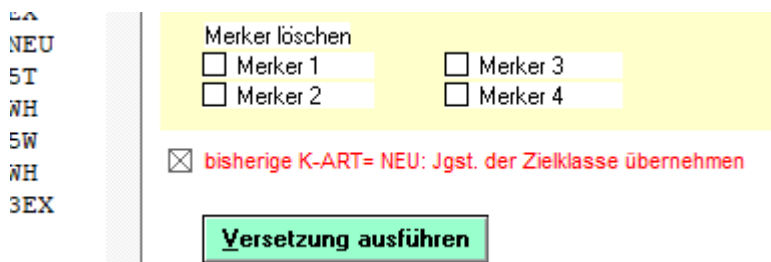 NEU
5T
WH
5W
WH
3EX
Merker löschen
Merker 1
Merker 3
Merker 2
Merker 4
bisherige K-ART= NEU: Jgst. der Zielklasse übernehmen
Versetzung ausführen